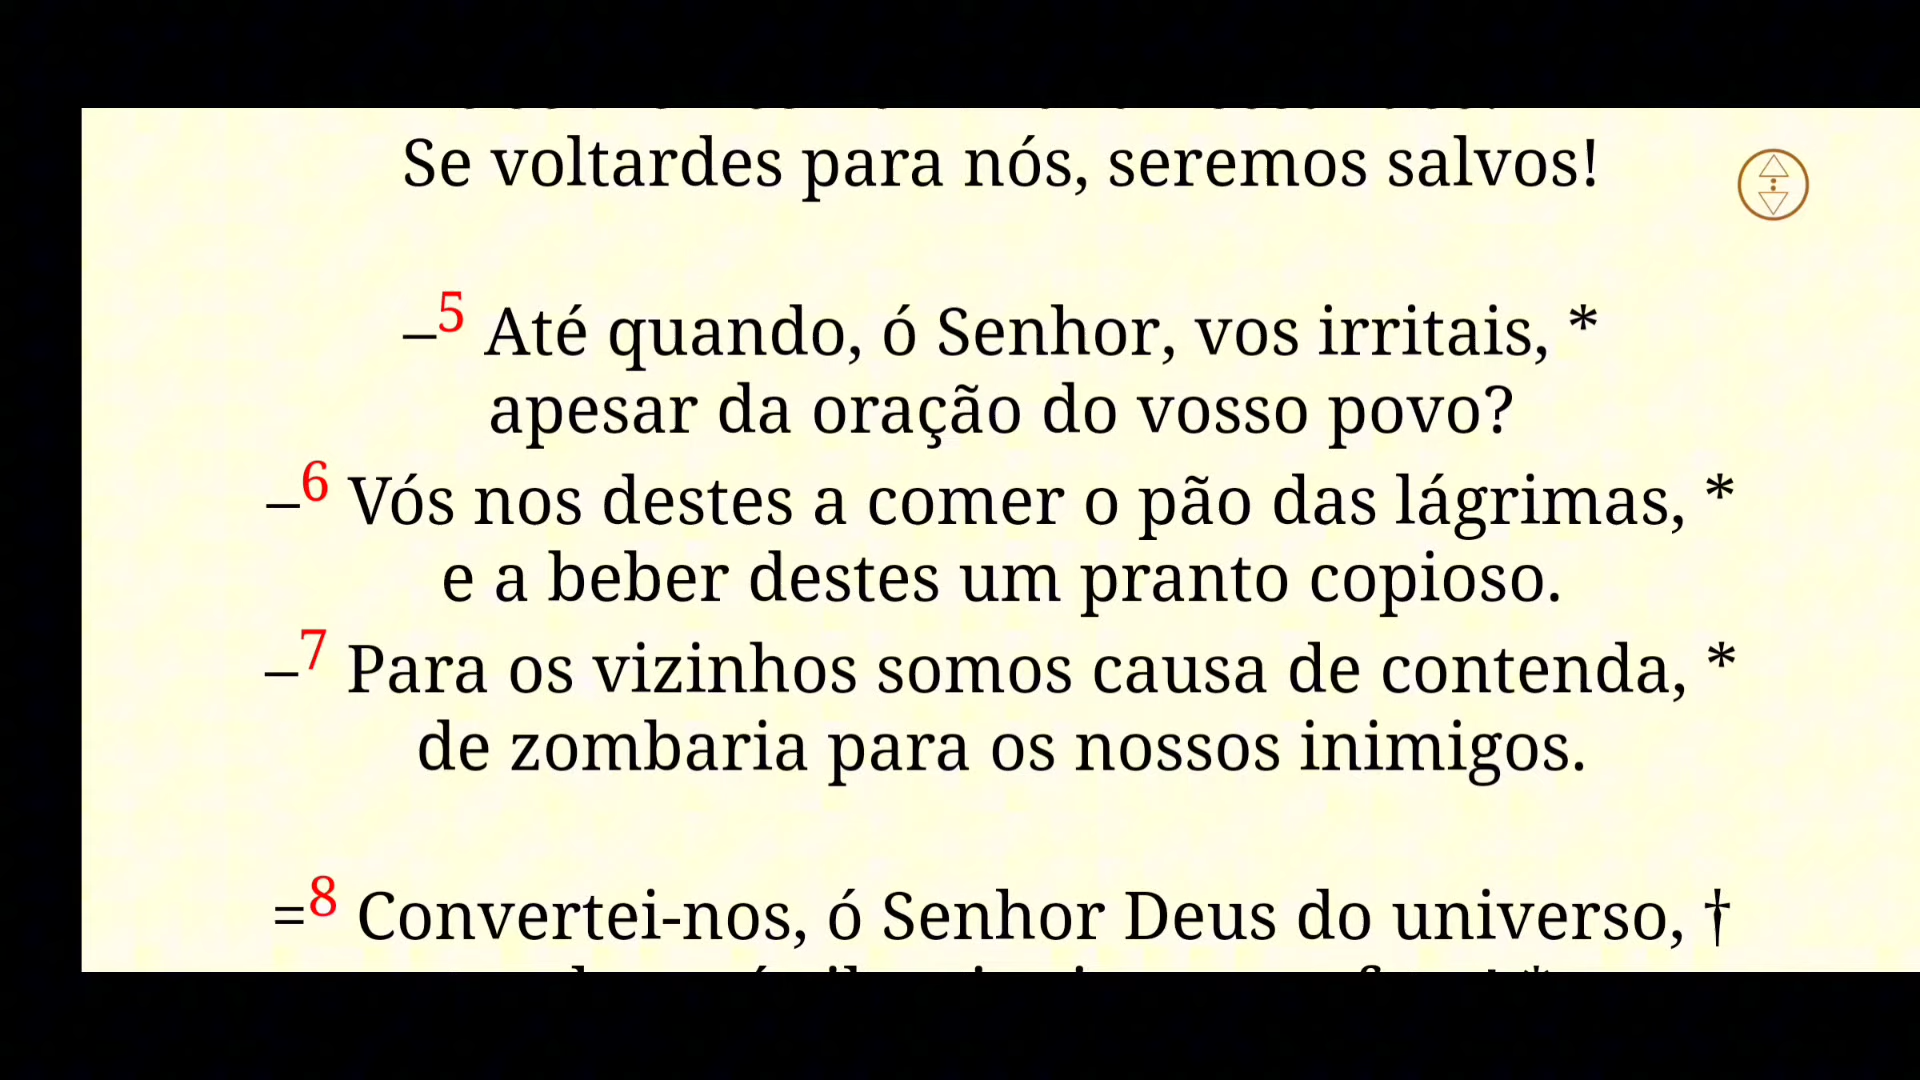 Se voltardes para nós, seremos salvos!
–5 Até quando, ó Senhor, vos irritais, *
apesar da oração do vosso povo?
–6 Vós nos destes a comer o pão das lágrimas, *
e a beber destes um pranto copioso.
–7 Para os vizinhos somos causa de contenda, *
de zombaria para os nossos inimigos.
=8 Convertei-nos, ó Senhor Deus do universo, †